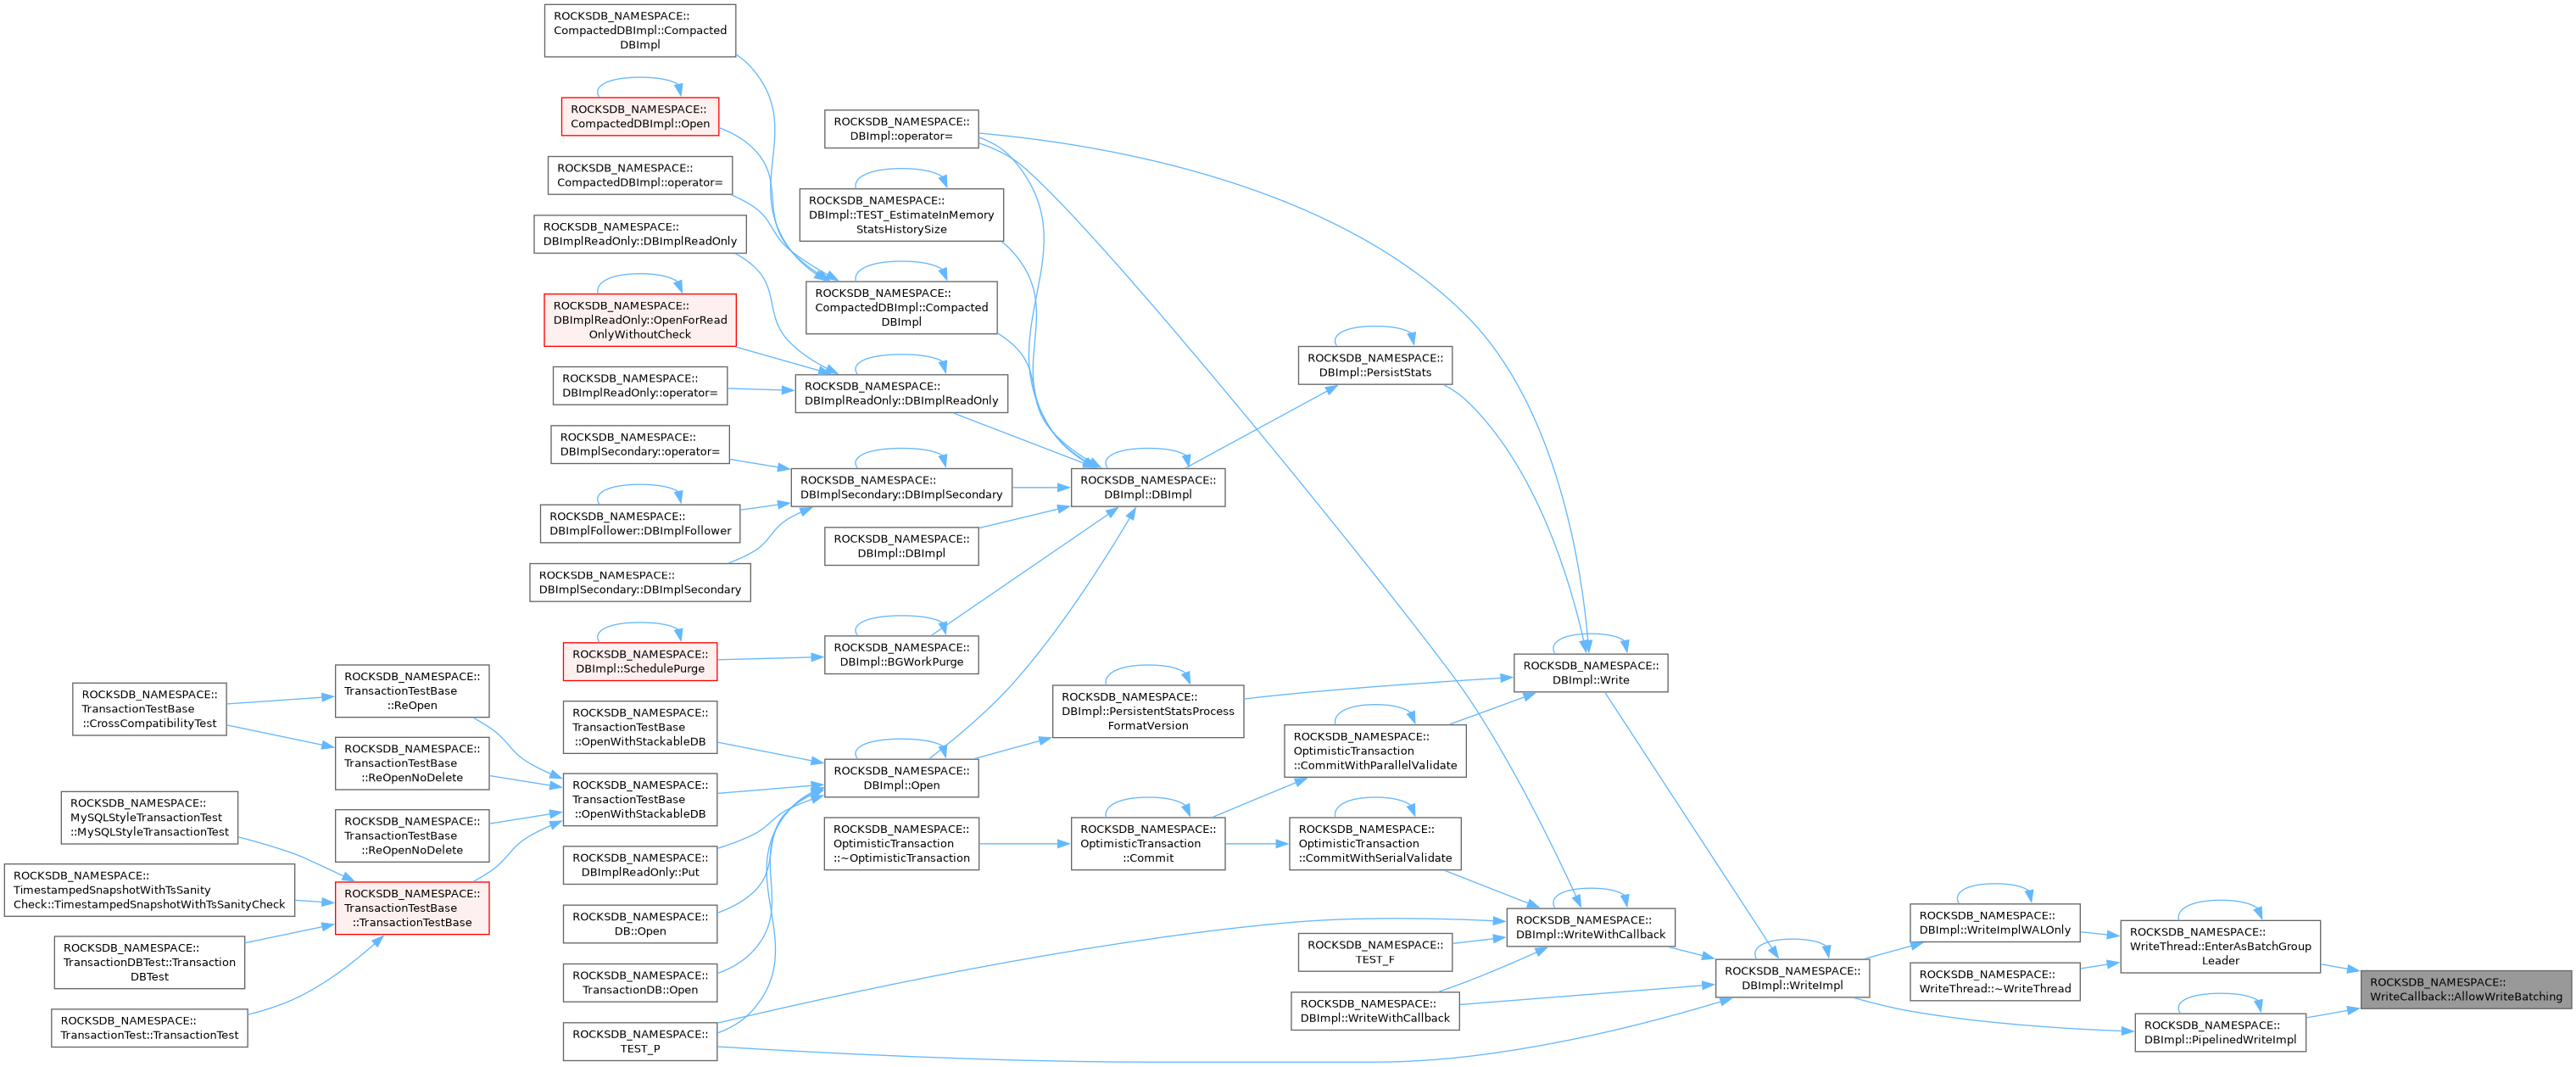 ROCKSDB_NAMESPACE::
CompactedDBImpl::Compacted
DBImpl
ROCKSDB_NAMESPACE::
CompactedDBImpl::Open
ROCKSDB_NAMESPACE::
CompactedDBImpl::operator=
ROCKSDB_NAMESPACE::
DBImplReadOnly::DBImplReadOnly
ROCKSDB_NAMESPACE::
DBImplReadOnly::OpenForRead
OnlyWithoutCheck
ROCKSDB_NAMESPACE::
DBImplReadOnly::operator=
ROCKSDB_NAMESPACE::
DBImplSecondary::operator=
ROCKSDB_NAMESPACE::
DBImplFollower::DBImplFollower
ROCKSDB_NAMESPACE::
DBImplSecondary::DBImplSecondary
ROCKSDB_NAMESPACE::
DBImpl::SchedulePurge
ROCKSDB_NAMESPACE::
TransactionTestBase
::OpenWithStackableDB
ROCKSDB_NAMESPACE::
TransactionTestBase
::OpenWithStackableDB
ROCKSDB_NAMESPACE::
DBImplReadOnly::Put
ROCKSDB_NAMESPACE::
DB::Open
ROCKSDB_NAMESPACE::
TransactionDB::Open
ROCKSDB_NAMESPACE::
TEST_P
ROCKSDB_NAMESPACE::
TransactionTestBase
::ReOpen
ROCKSDB_NAMESPACE::
TransactionTestBase
::ReOpenNoDelete
ROCKSDB_NAMESPACE::
TransactionTestBase
::ReOpenNoDelete
ROCKSDB_NAMESPACE::
TransactionTestBase
::TransactionTestBase
ROCKSDB_NAMESPACE::
TransactionTestBase
::CrossCompatibilityTest
ROCKSDB_NAMESPACE::
MySQLStyleTransactionTest
::MySQLStyleTransactionTest
ROCKSDB_NAMESPACE::
TimestampedSnapshotWithTsSanity
Check::TimestampedSnapshotWithTsSanityCheck
ROCKSDB_NAMESPACE::
TransactionDBTest::Transaction
DBTest
ROCKSDB_NAMESPACE::
TransactionTest::TransactionTest
ROCKSDB_NAMESPACE::
DBImpl::operator=
ROCKSDB_NAMESPACE::
DBImpl::TEST_EstimateInMemory
StatsHistorySize
ROCKSDB_NAMESPACE::
CompactedDBImpl::Compacted
DBImpl
ROCKSDB_NAMESPACE::
DBImplReadOnly::DBImplReadOnly
ROCKSDB_NAMESPACE::
DBImplSecondary::DBImplSecondary
ROCKSDB_NAMESPACE::
DBImpl::DBImpl
ROCKSDB_NAMESPACE::
DBImpl::BGWorkPurge
ROCKSDB_NAMESPACE::
DBImpl::Open
ROCKSDB_NAMESPACE::
OptimisticTransaction
::~OptimisticTransaction
ROCKSDB_NAMESPACE::
DBImpl::DBImpl
ROCKSDB_NAMESPACE::
DBImpl::PersistentStatsProcess
FormatVersion
ROCKSDB_NAMESPACE::
OptimisticTransaction
::Commit
ROCKSDB_NAMESPACE::
DBImpl::PersistStats
ROCKSDB_NAMESPACE::
OptimisticTransaction
::CommitWithParallelValidate
ROCKSDB_NAMESPACE::
OptimisticTransaction
::CommitWithSerialValidate
ROCKSDB_NAMESPACE::
TEST_F
ROCKSDB_NAMESPACE::
DBImpl::WriteWithCallback
ROCKSDB_NAMESPACE::
DBImpl::Write
ROCKSDB_NAMESPACE::
DBImpl::WriteWithCallback
ROCKSDB_NAMESPACE::
DBImpl::WriteImpl
ROCKSDB_NAMESPACE::
DBImpl::WriteImplWALOnly
ROCKSDB_NAMESPACE::
WriteThread::~WriteThread
ROCKSDB_NAMESPACE::
WriteThread::EnterAsBatchGroup
Leader
ROCKSDB_NAMESPACE::
DBImpl::PipelinedWriteImpl
ROCKSDB_NAMESPACE::
WriteCallback::AllowWriteBatching